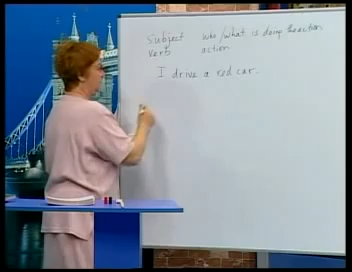 Subject who/what is doing the action
Verb action
I drive a red car.